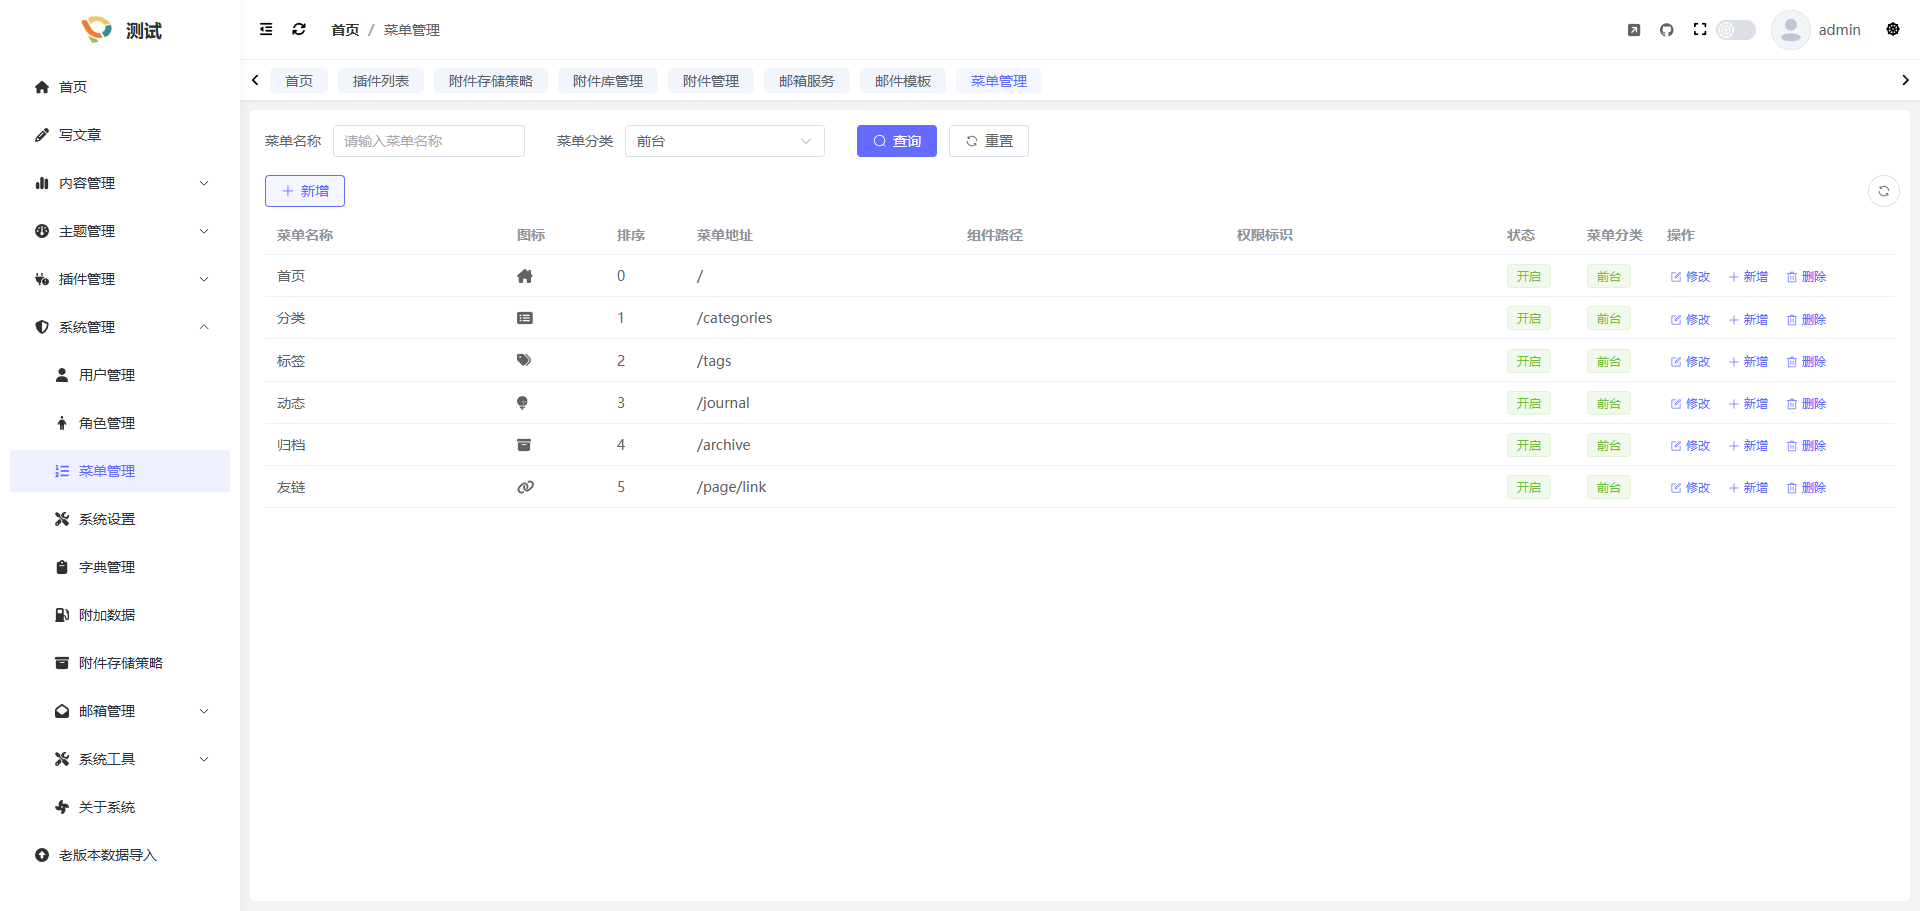 测试
首页
写文章
内容管理
主题管理
插件管理
系统管理
用户管理
角色管理
菜单管理
系统设置
字典管理
附加数据
附件存储策略
邮箱管理
系统工具
关于系统
老版本数据导入
首页 / 菜单管理
admin
首页 插件列表 附件存储策略 附件库管理 附件管理 邮箱服务 邮件模板 菜单管理
菜单名称 请输入菜单名称 菜单分类 前台 查询 重置
新增
菜单名称 图标 排序 菜单地址 组件路径 权限标识 状态 菜单分类 操作
首页 0 / 开启 前台 修改 新增 删除
分类 1 /categories 开启 前台 修改 新增 删除
标签 2 /tags 开启 前台 修改 新增 删除
动态 3 /journal 开启 前台 修改 新增 删除
归档 4 /archive 开启 前台 修改 新增 删除
友链 5 /page/link 开启 前台 修改 新增 删除